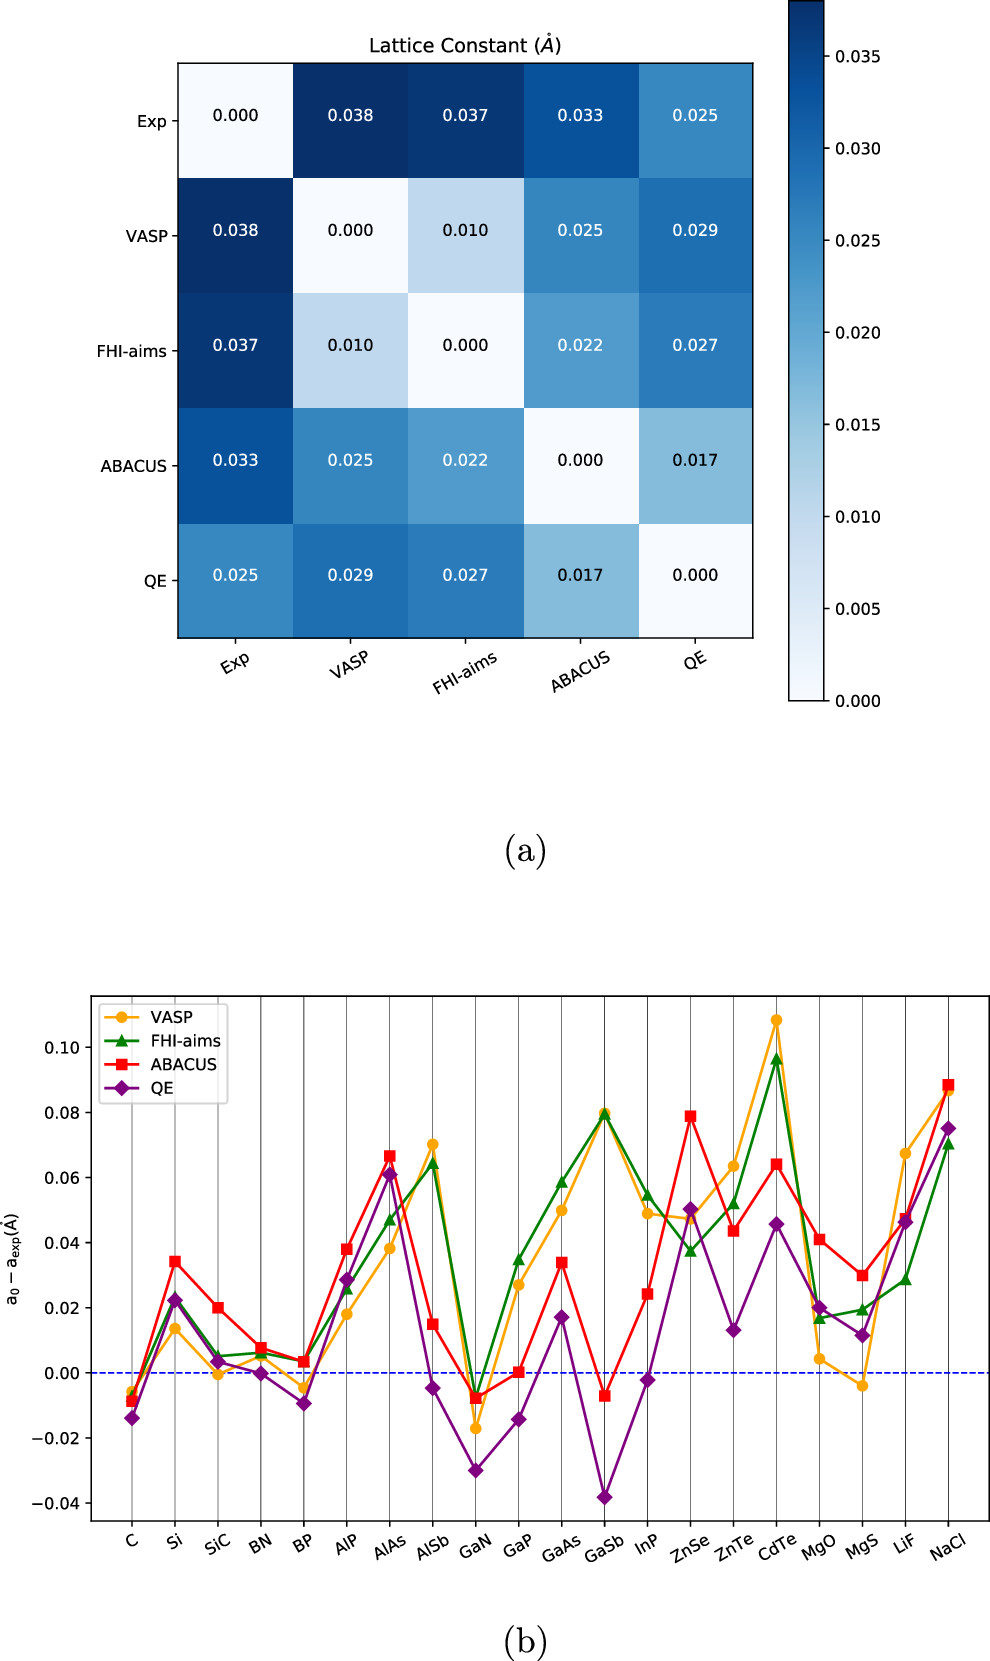 Lattice Constant (Å)
Exp
0.000 0.038 0.037 0.033 0.025
VASP
0.038 0.000 0.010 0.025 0.029
FHI-aims
0.037 0.010 0.000 0.022 0.027
ABACUS
0.033 0.025 0.022 0.000 0.017
QE
0.025 0.029 0.027 0.017 0.000
Exp VASP FHI-aims ABACUS QE
0.035
0.030
0.025
0.020
0.015
0.010
0.005
0.000
(a)
VASP
FHI-aims
ABACUS
QE
0.10
0.08
0.06
0.04
0.02
0.00
−0.02
−0.04
a₀ − aₑₓₚ(Å)
C Si SiC BN BP AlP AlAs AlSb GaN GaP GaAs GaSb InP ZnSe ZnTe CdTe MgO MgS LiF NaCl
(b)